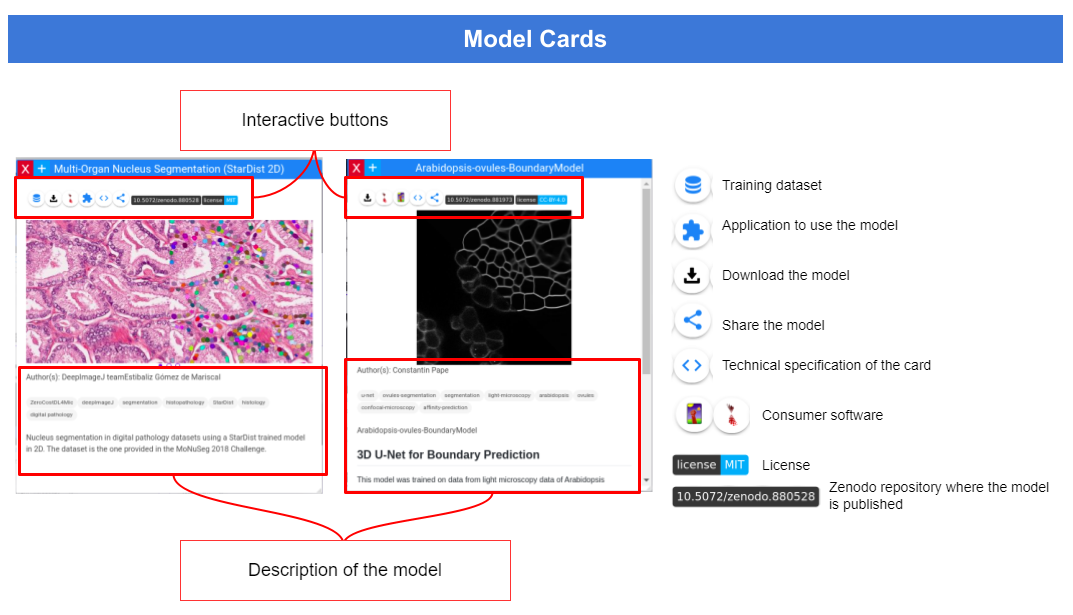 Model Cards
Interactive buttons
X + Multi-Organ Nucleus Segmentation (StarDist 2D)
10.5072/zenodo.880528 license MIT
Author(s): DeepImageJ teamEstibaliz Gómez de Mariscal
ZeroCostDL4Mic deepimageJ segmentation histopathology StarDist histology
digital pathology
Nucleus segmentation in digital pathology datasets using a StarDist trained model
in 2D. The dataset is the one provided in the MoNuSeg 2018 Challenge.
X + Arabidopsis-ovules-BoundaryModel
10.5072/zenodo.881973 license CC BY-4.0
Author(s): Constantin Pape
u-net ovules-segmentation segmentation light-microscopy arabidopsis ovules
confocal-microscopy affinity-prediction
Arabidopsis-ovules-BoundaryModel
3D U-Net for Boundary Prediction
This model was trained on data from light microscopy data of Arabidopsis
Description of the model
Training dataset
Application to use the model
Download the model
Share the model
Technical specification of the card
Consumer software
license MIT License
10.5072/zenodo.880528 Zenodo repository where the model
is published